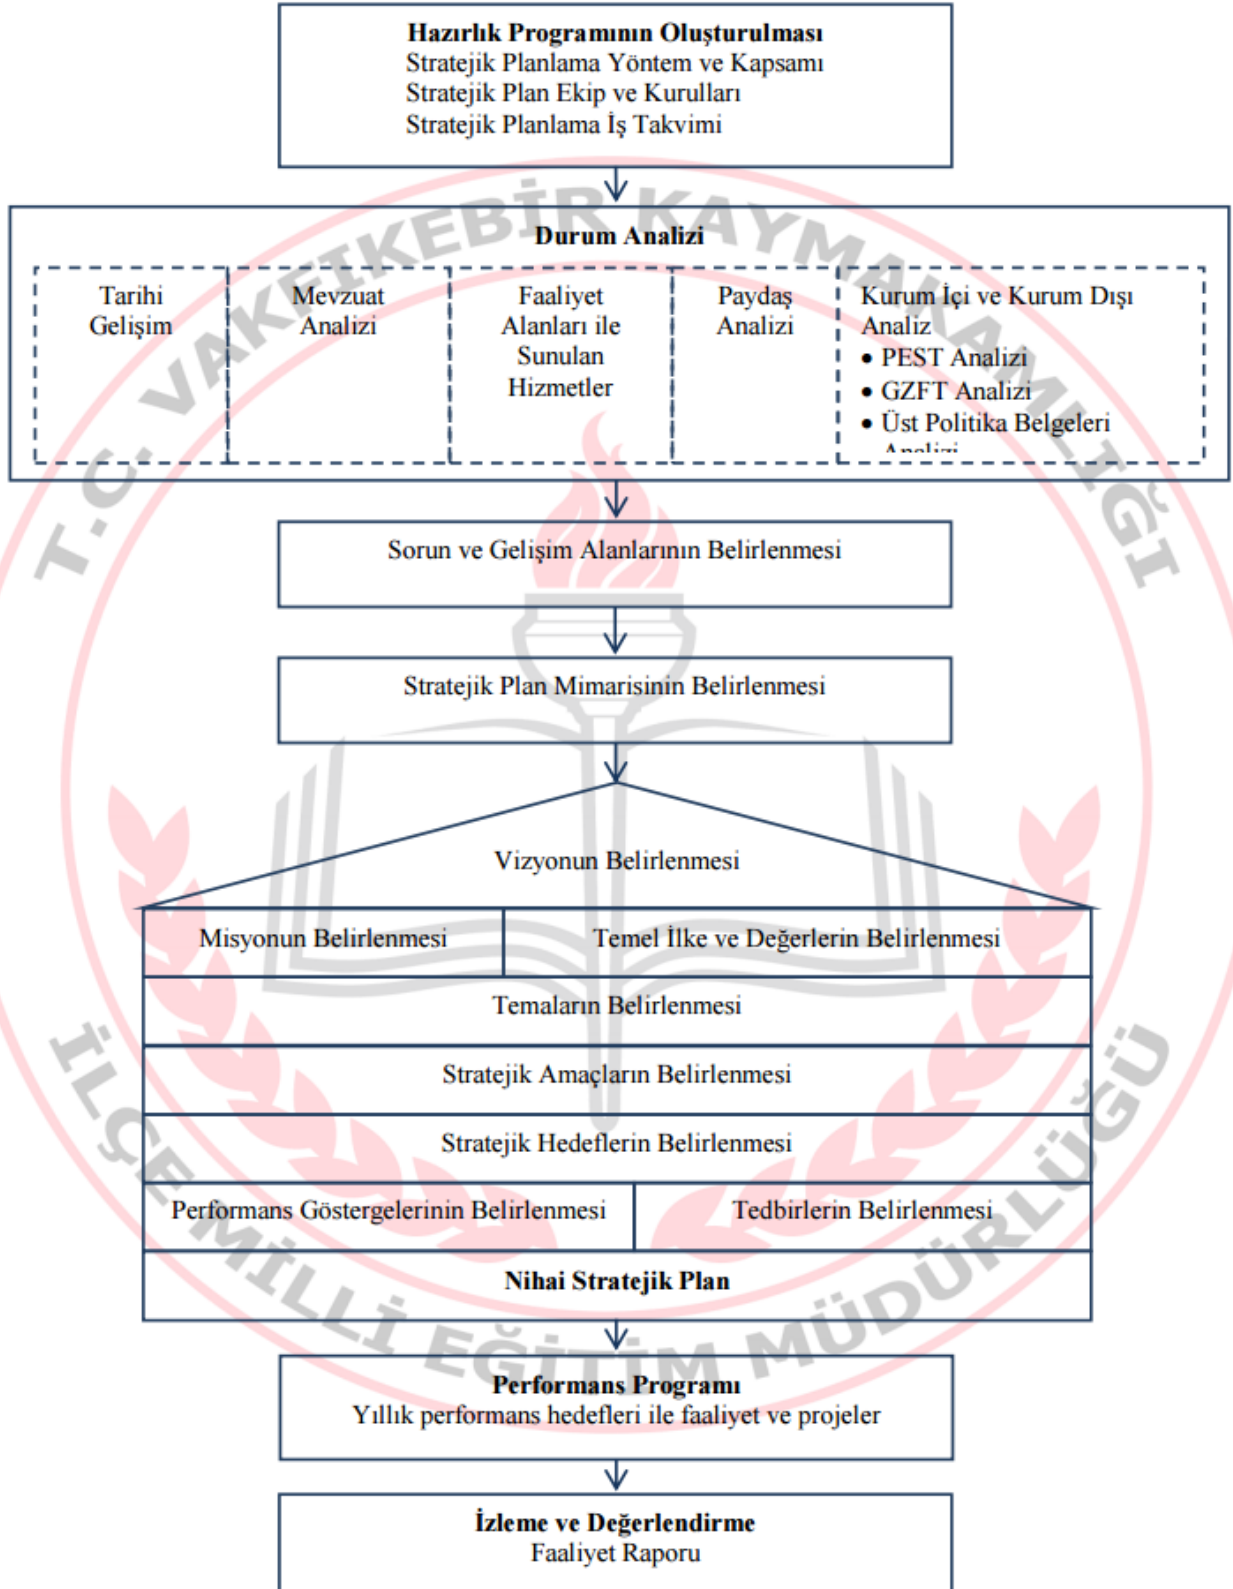 Hazırlık Programının Oluşturulması
Stratejik Planlama Yöntem ve Kapsamı
Stratejik Plan Ekip ve Kurulları
Stratejik Planlama İş Takvimi
Durum Analizi
Tarihi
Gelişim
Mevzuat
Analizi
Faaliyet
Alanları ile
Sunulan
Hizmetler
Paydaş
Analizi
Kurum İçi ve Kurum Dışı
Analiz
• PEST Analizi
• GZFT Analizi
• Üst Politika Belgeleri
Analizi
Sorun ve Gelişim Alanlarının Belirlenmesi
Stratejik Plan Mimarisinin Belirlenmesi
Vizyonun Belirlenmesi
Misyonun Belirlenmesi
Temel İlke ve Değerlerin Belirlenmesi
Temaların Belirlenmesi
Stratejik Amaçların Belirlenmesi
Stratejik Hedeflerin Belirlenmesi
Performans Göstergelerinin Belirlenmesi
Tedbirlerin Belirlenmesi
Nihai Stratejik Plan
Performans Programı
Yıllık performans hedefleri ile faaliyet ve projeler
İzleme ve Değerlendirme
Faaliyet Raporu
T.C. VAKFIKEBİR KAYMAKAMLIĞI
İLÇE MİLLİ EĞİTİM MÜDÜRLÜĞÜ